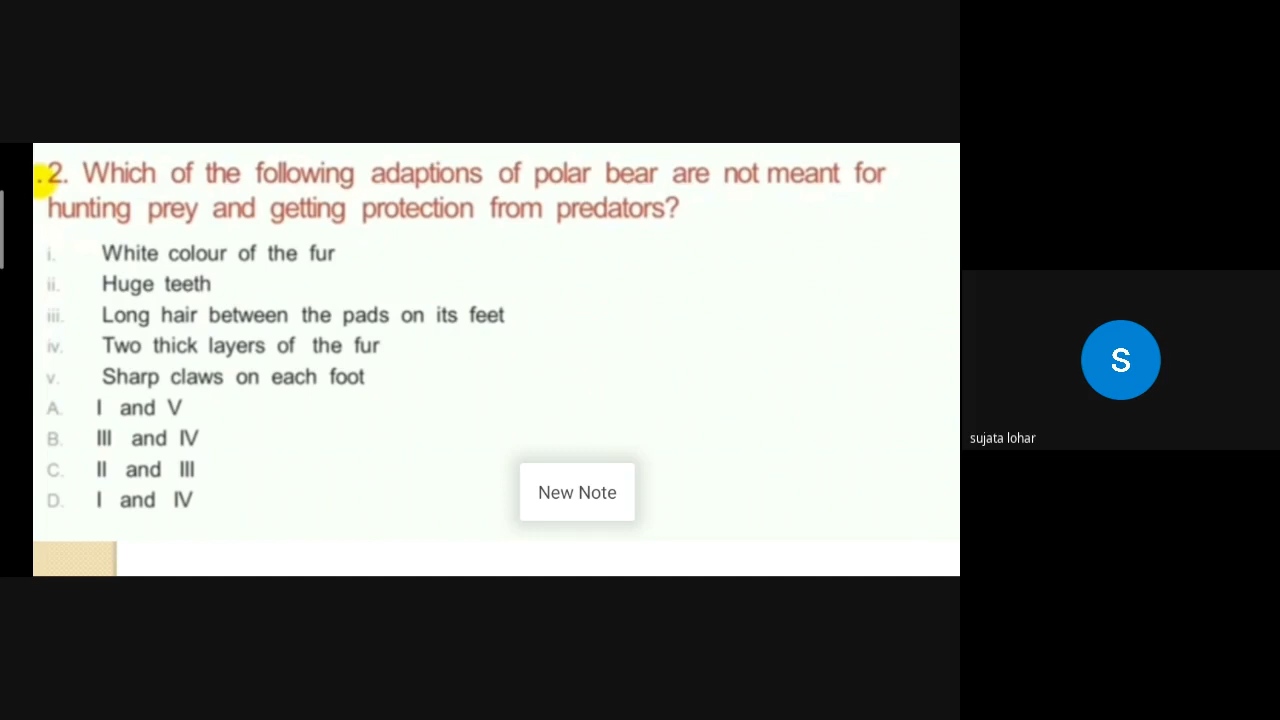 .2. Which of the following adaptions of polar bear are not meant for
hunting prey and getting protection from predators?
i. White colour of the fur
ii. Huge teeth
iii. Long hair between the pads on its feet
iv. Two thick layers of the fur
v. Sharp claws on each foot
A. I and V
B. III and IV
C. II and III
D. I and IV
New Note
S
sujata lohar